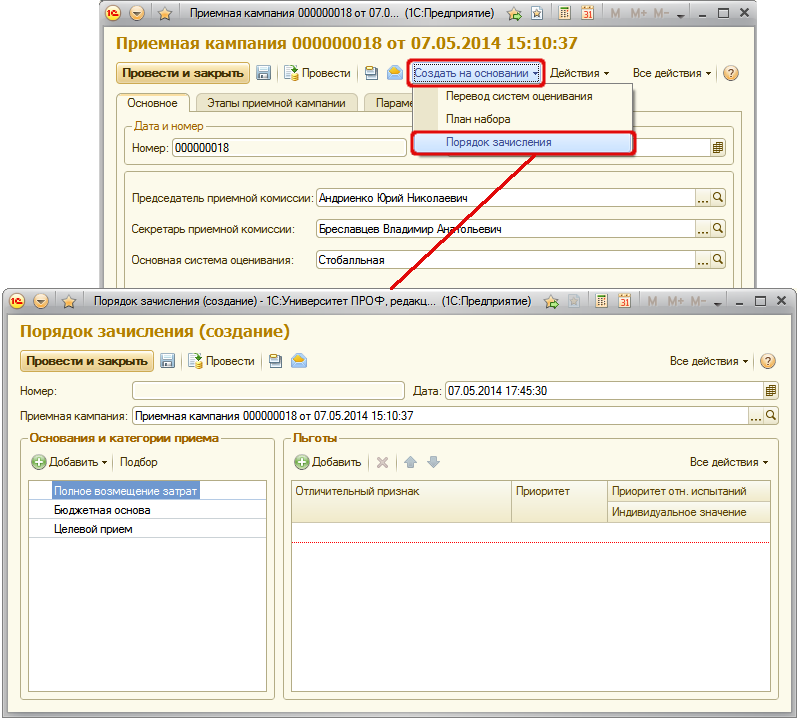 Приемная кампания 000000018 от 07.0... (1С:Предприятие) M M+ M-
Приемная кампания 000000018 от 07.05.2014 15:10:37
Провести и закрыть Провести Создать на основании Действия Все действия ?
Основное Этапы приемной кампании Параме
Перевод систем оценивания
План набора
Порядок зачисления
Дата и номер
Номер: 000000018
Председатель приемной комиссии: Андриенко Юрий Николаевич ...
Секретарь приемной комиссии: Бреславцев Владимир Анатольевич ...
Основная система оценивания: Стобалльная ...
Порядок зачисления (создание) - 1С:Университет ПРОФ, редакц... (1С:Предприятие) 31 M M+ M-
Порядок зачисления (создание)
Провести и закрыть Провести Все действия ?
Номер: Дата: 07.05.2014 17:45:30
Приемная кампания: Приемная кампания 000000018 от 07.05.2014 15:10:37 ...
Основания и категории приема
Добавить Подбор
Полное возмещение затрат
Бюджетная основа
Целевой прием
Льготы
Добавить Все действия
Отличительный признак Приоритет Приоритет отн. испытаний
Индивидуальное значение